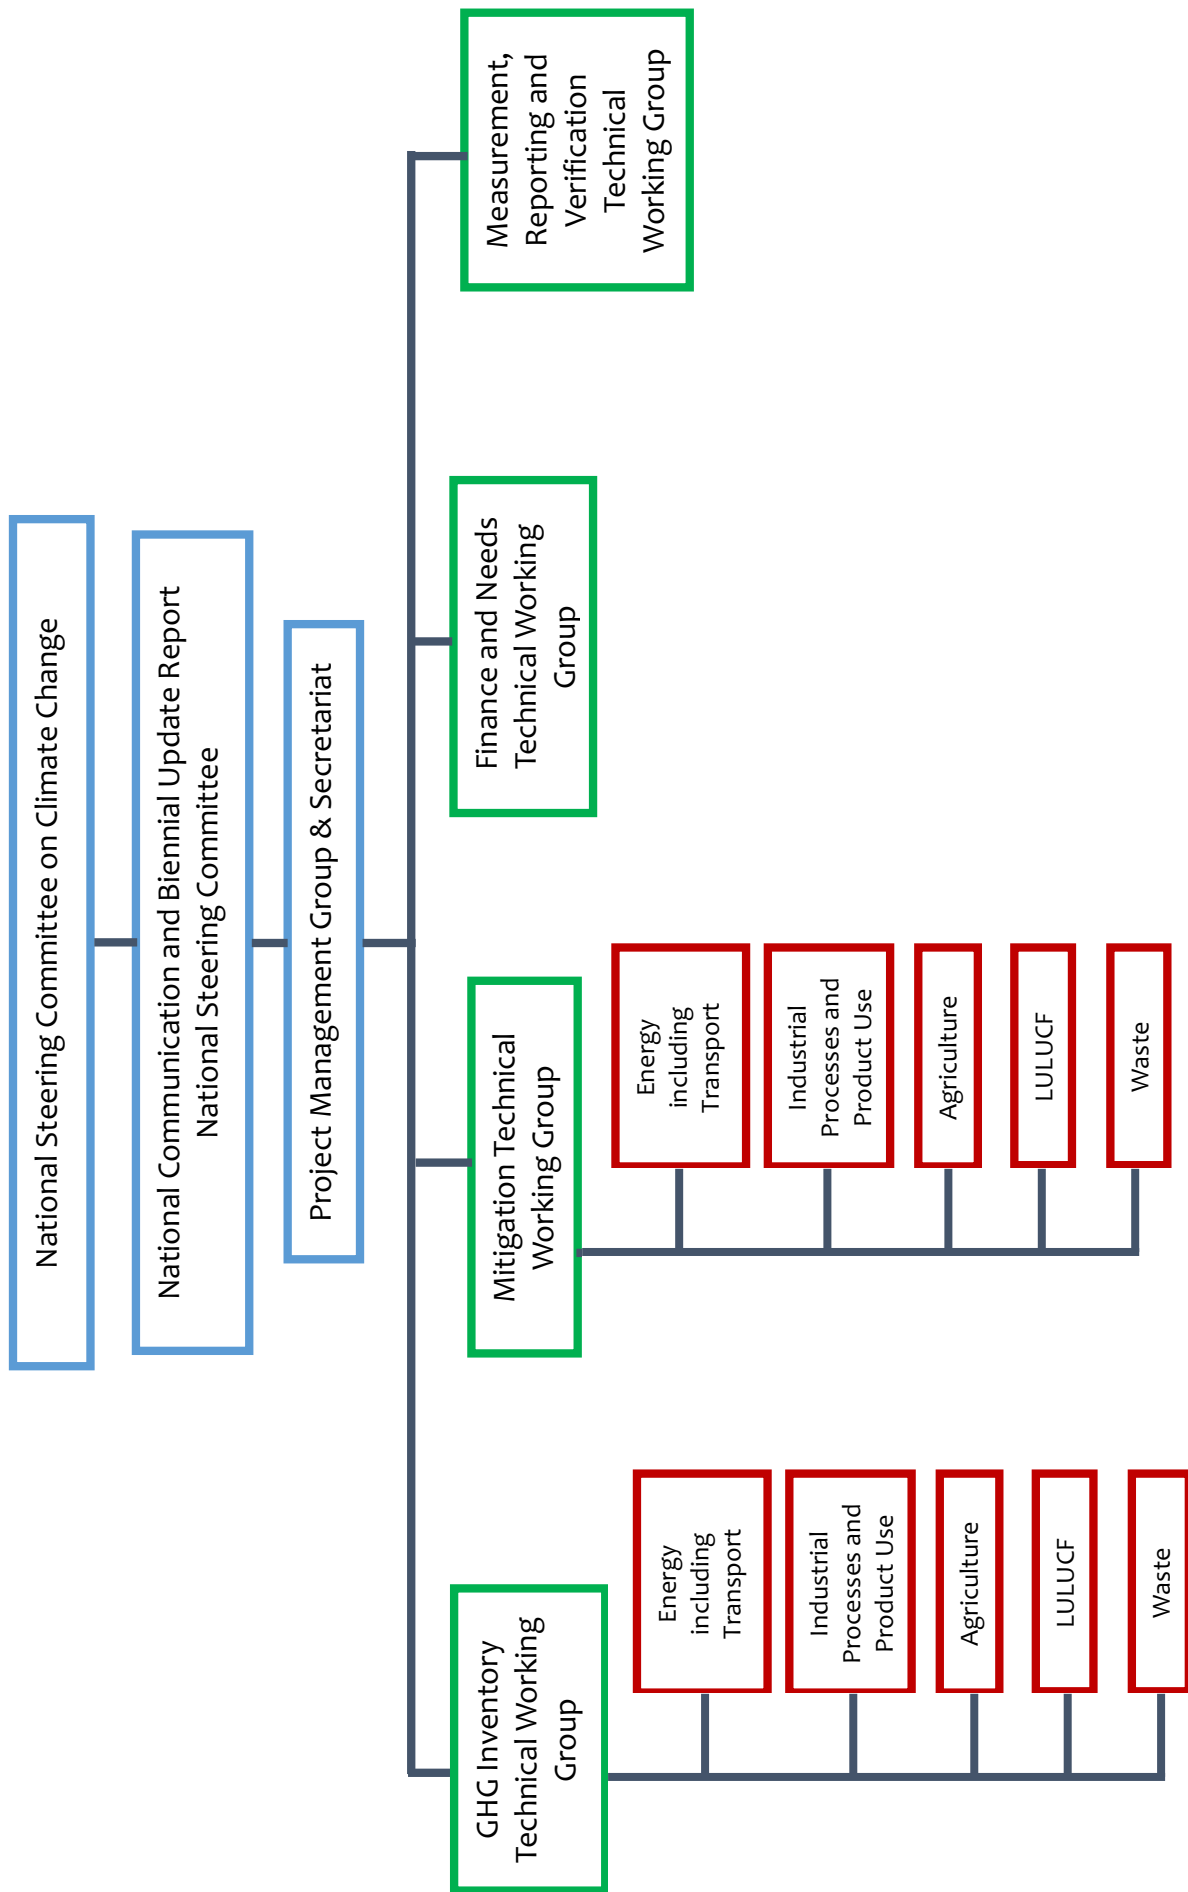 National Steering Committee on Climate Change
National Communication and Biennial Update Report
National Steering Committee
Project Management Group & Secretariat
GHG Inventory
Technical Working
Group
Mitigation Technical
Working Group
Finance and Needs
Technical Working
Group
Measurement,
Reporting and
Verification
Technical
Working Group
Energy
including
Transport
Industrial
Processes and
Product Use
Agriculture
LULUCF
Waste
Energy
including
Transport
Industrial
Processes and
Product Use
Agriculture
LULUCF
Waste